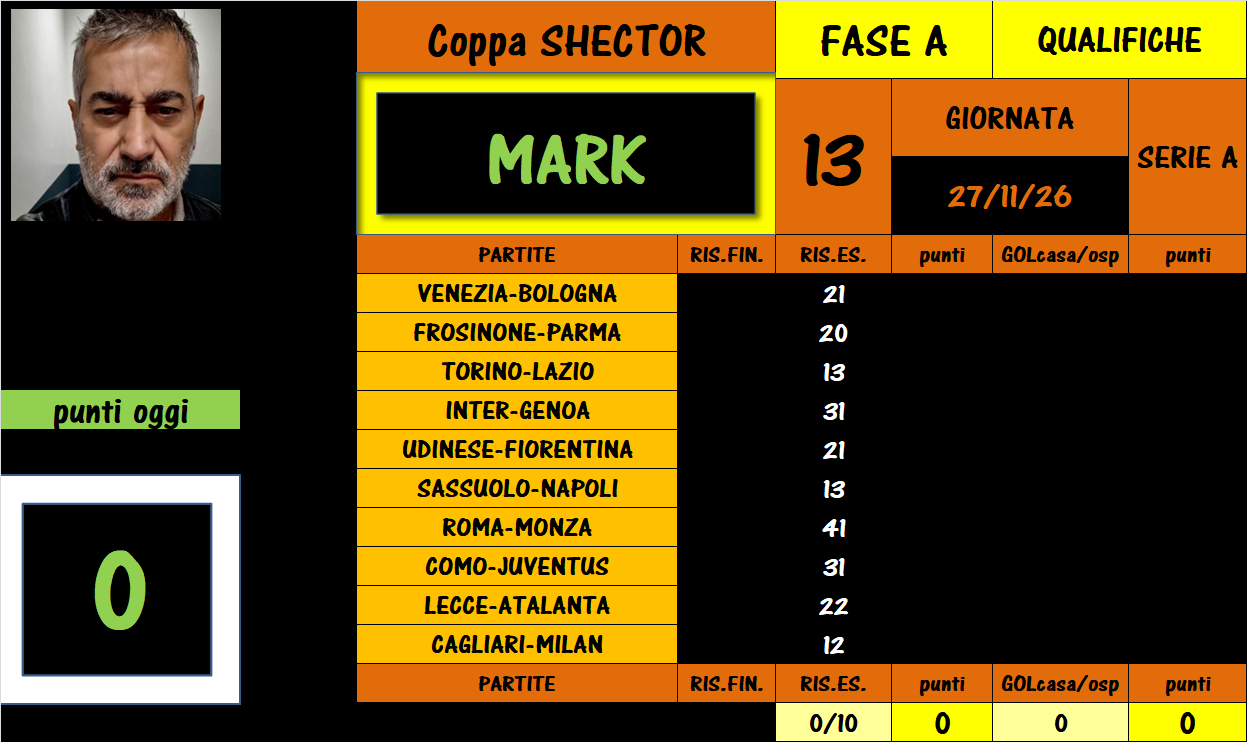 Coppa SHECTOR FASE A QUALIFICHE
MARK 13 GIORNATA SERIE A
27/11/26
PARTITE RIS.FIN. RIS.ES. punti GOLcasa/osp punti
VENEZIA-BOLOGNA 21
FROSINONE-PARMA 20
TORINO-LAZIO 13
INTER-GENOA 31
UDINESE-FIORENTINA 21
SASSUOLO-NAPOLI 13
ROMA-MONZA 41
COMO-JUVENTUS 31
LECCE-ATALANTA 22
CAGLIARI-MILAN 12
PARTITE RIS.FIN. RIS.ES. punti GOLcasa/osp punti
0/10 0 0 0
punti oggi
0